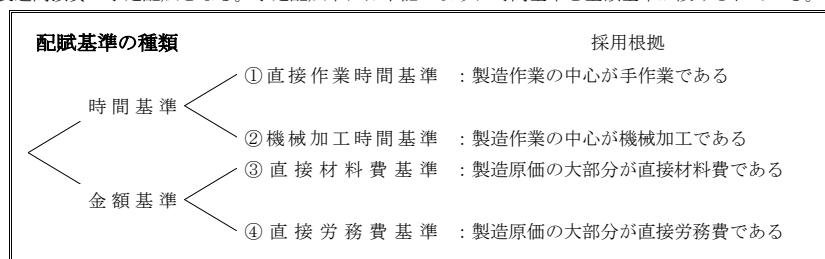 配賦基準の種類 採用根拠
①直接作業時間基準 ：製造作業の中心が手作業である
時間基準
②機械加工時間基準 ：製造作業の中心が機械加工である
③直接材料費基準 ：製造原価の大部分が直接材料費である
金額基準
④直接労務費基準 ：製造原価の大部分が直接労務費である